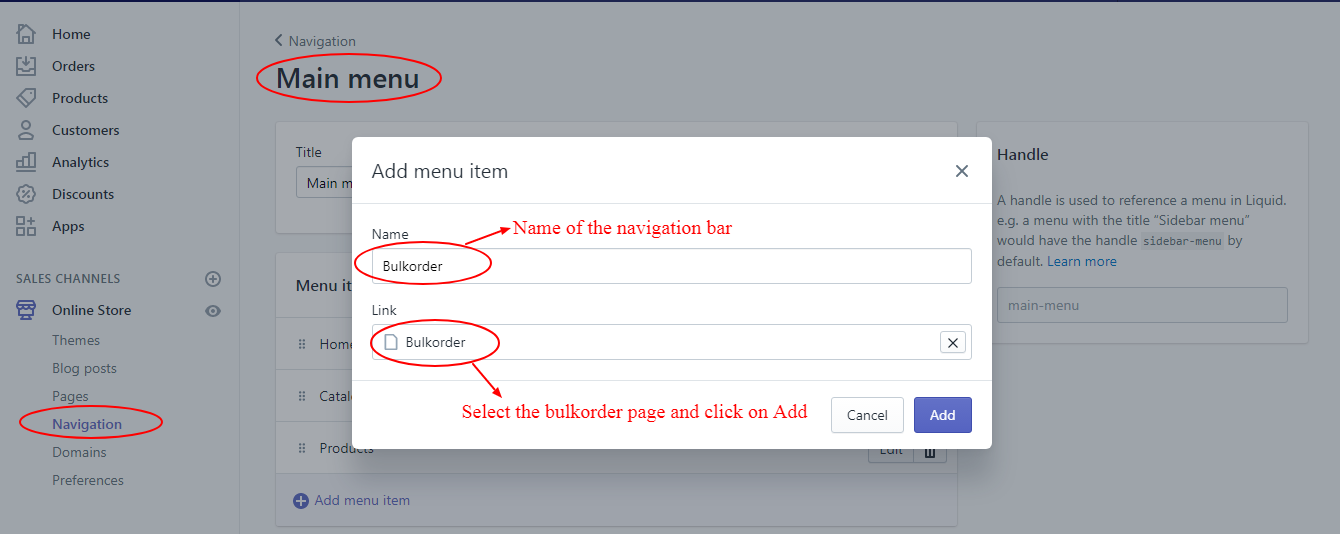 Home
Orders
Products
Customers
Analytics
Discounts
Apps
SALES CHANNELS
Online Store
Themes
Blog posts
Pages
Navigation
Domains
Preferences
Navigation
Main menu
Title
Main m
Menu it
Home
Catal
Products
Edit
Add menu item
Add menu item
Name
Name of the navigation bar
Bulkorder
Link
Bulkorder
Select the bulkorder page and click on Add
Cancel
Add
Handle
A handle is used to reference a menu in Liquid.
e.g. a menu with the title “Sidebar menu”
would have the handle sidebar-menu by
default. Learn more
main-menu